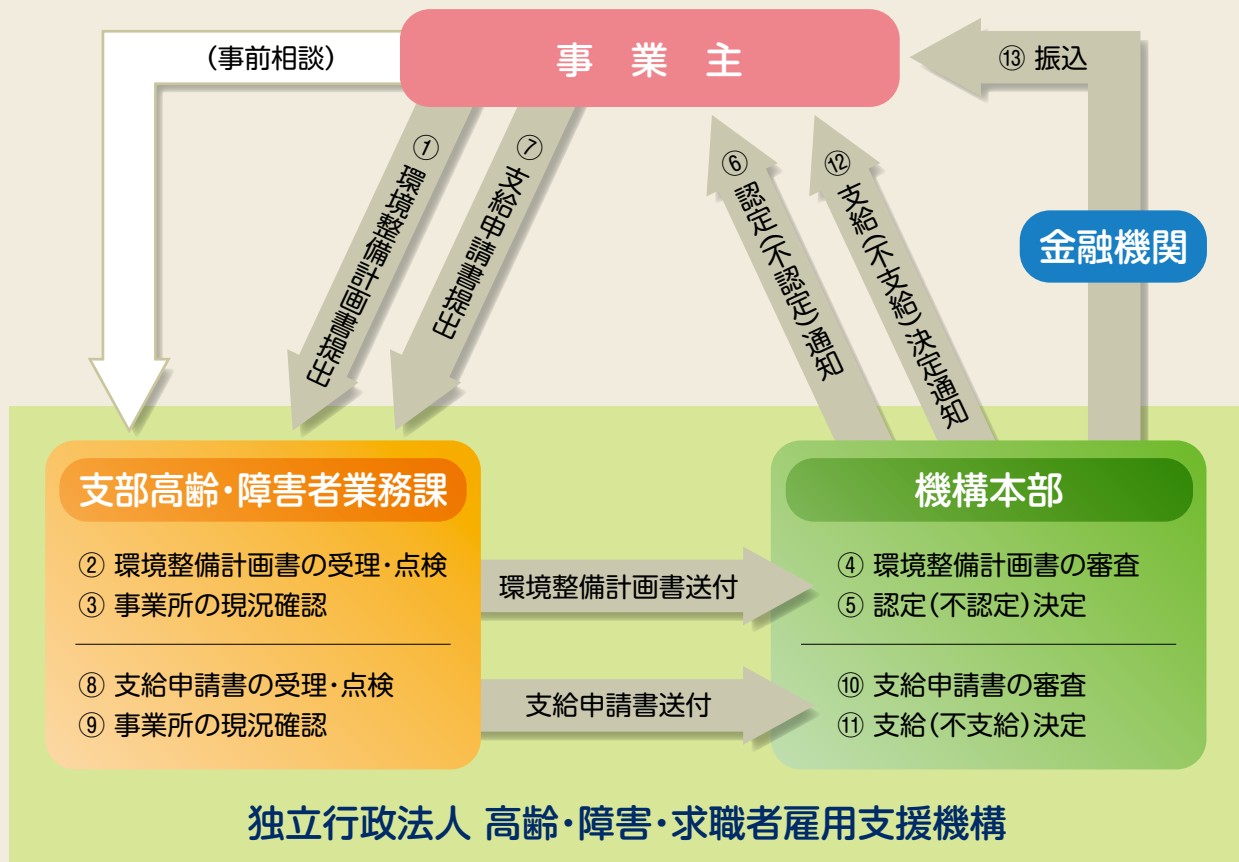 (事前相談)
事業主
⑬ 振込
① 環境整備計画書提出
⑦ 支給申請書提出
⑥ 認定(不認定)通知
⑫ 支給(不支給)決定通知
金融機関
支部高齢・障害者業務課
② 環境整備計画書の受理・点検
③ 事業所の現況確認
⑧ 支給申請書の受理・点検
⑨ 事業所の現況確認
環境整備計画書送付
支給申請書送付
機構本部
④ 環境整備計画書の審査
⑤ 認定(不認定)決定
⑩ 支給申請書の審査
⑪ 支給(不支給)決定
独立行政法人 高齢・障害・求職者雇用支援機構